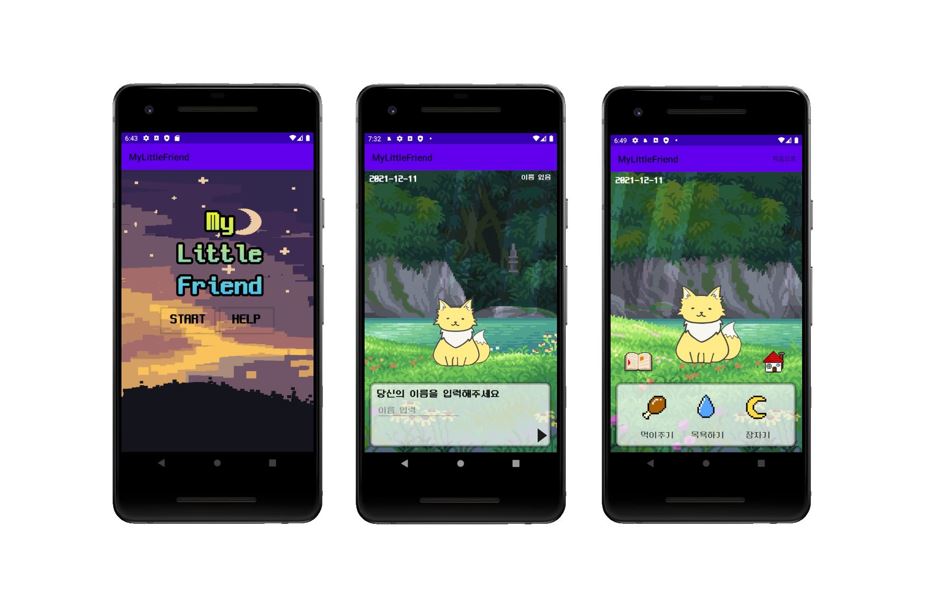 6:43
MyLittleFriend
My
Little
Friend
START HELP
7:32
MyLittleFriend
2021-12-11 이름 없음
당신의 이름을 입력해주세요
이름 입력
6:49
MyLittleFriend
2021-12-11
먹이주기 목욕하기 잠자기